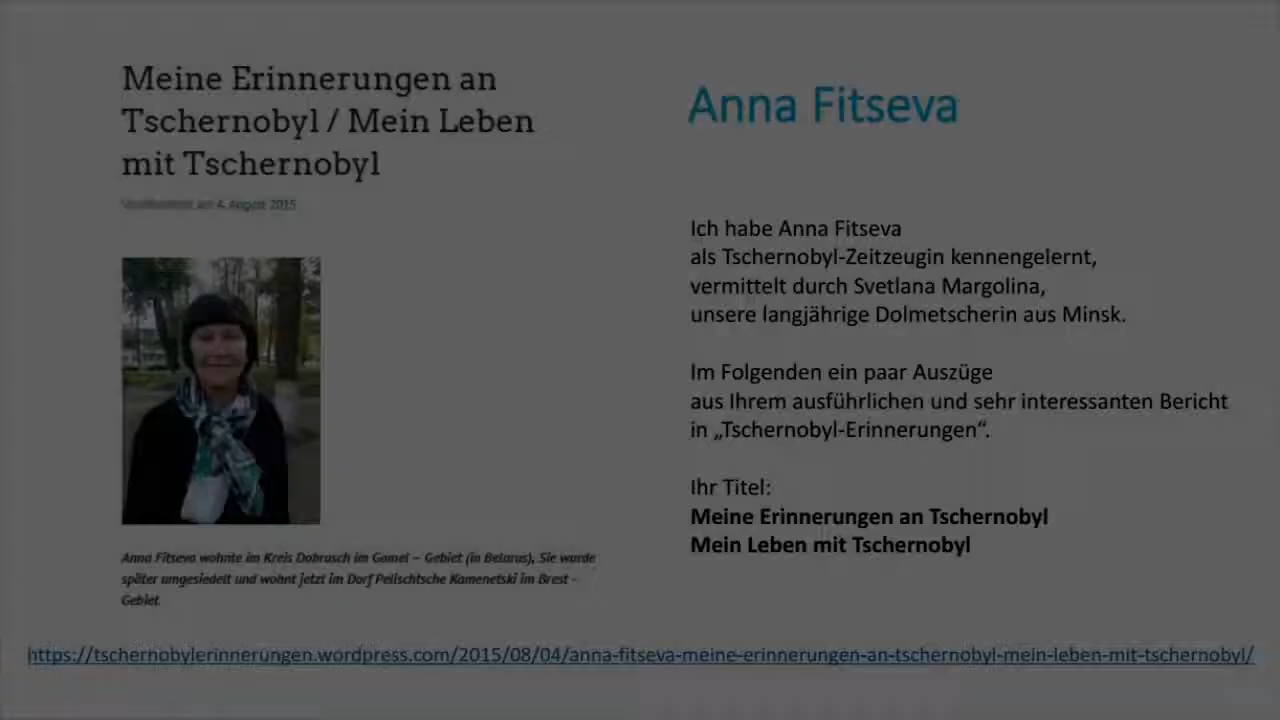 Meine Erinnerungen an
Tschernobyl / Mein Leben
mit Tschernobyl
Veröffentlicht am 4. August 2015
Anna Fitseva wohnte im Kreis Dobrusch im Gomel – Gebiet (in Belarus), Sie wurde
später umgesiedelt und wohnt jetzt im Dorf Pelischtsche Kamenetski im Brest -
Gebiet.
Anna Fitseva
Ich habe Anna Fitseva
als Tschernobyl-Zeitzeugin kennengelernt,
vermittelt durch Svetlana Margolina,
unsere langjährige Dolmetscherin aus Minsk.
Im Folgenden ein paar Auszüge
aus Ihrem ausführlichen und sehr interessanten Bericht
in „Tschernobyl-Erinnerungen“.
Ihr Titel:
Meine Erinnerungen an Tschernobyl
Mein Leben mit Tschernobyl
https://tschernobylerinnerungen.wordpress.com/2015/08/04/anna-fitseva-meine-erinnerungen-an-tschernobyl-mein-leben-mit-tschernobyl/